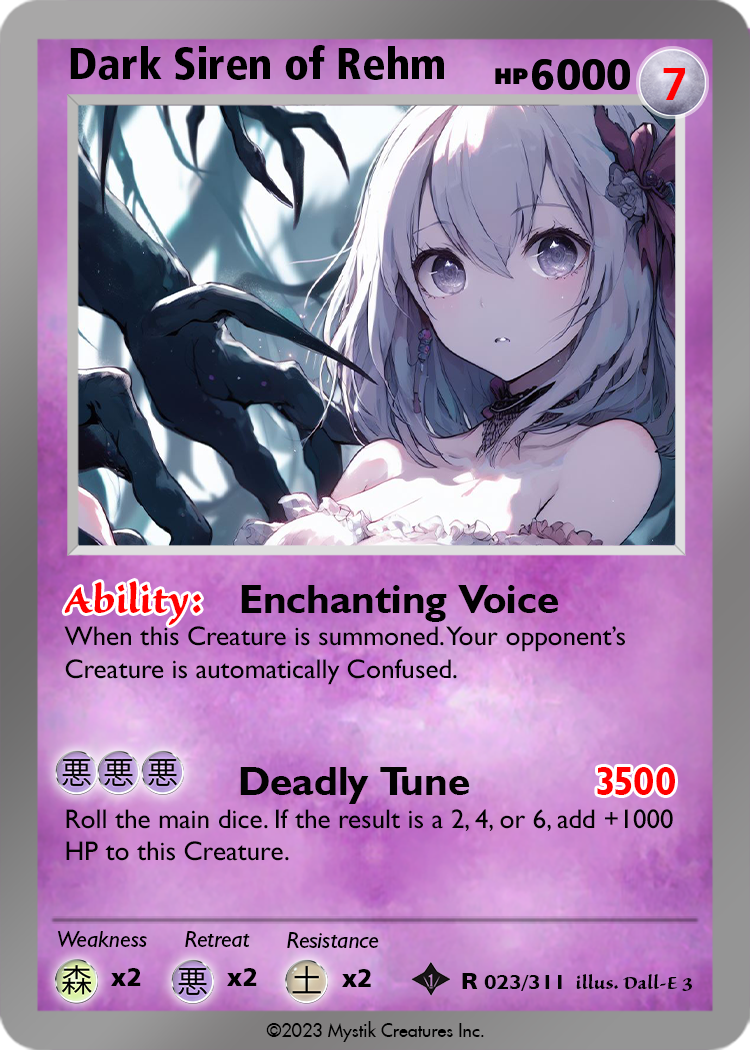 Dark Siren of Rehm HP6000 7
Ability: Enchanting Voice
When this Creature is summoned.Your opponent's
Creature is automatically Confused.
悪 悪 悪 Deadly Tune 3500
Roll the main dice. If the result is a 2, 4, or 6, add +1000
HP to this Creature.
Weakness Retreat Resistance
森 x2 悪 x2 土 x2 1 R 023/311 illus. Dall-E 3
©2023 Mystik Creatures Inc.